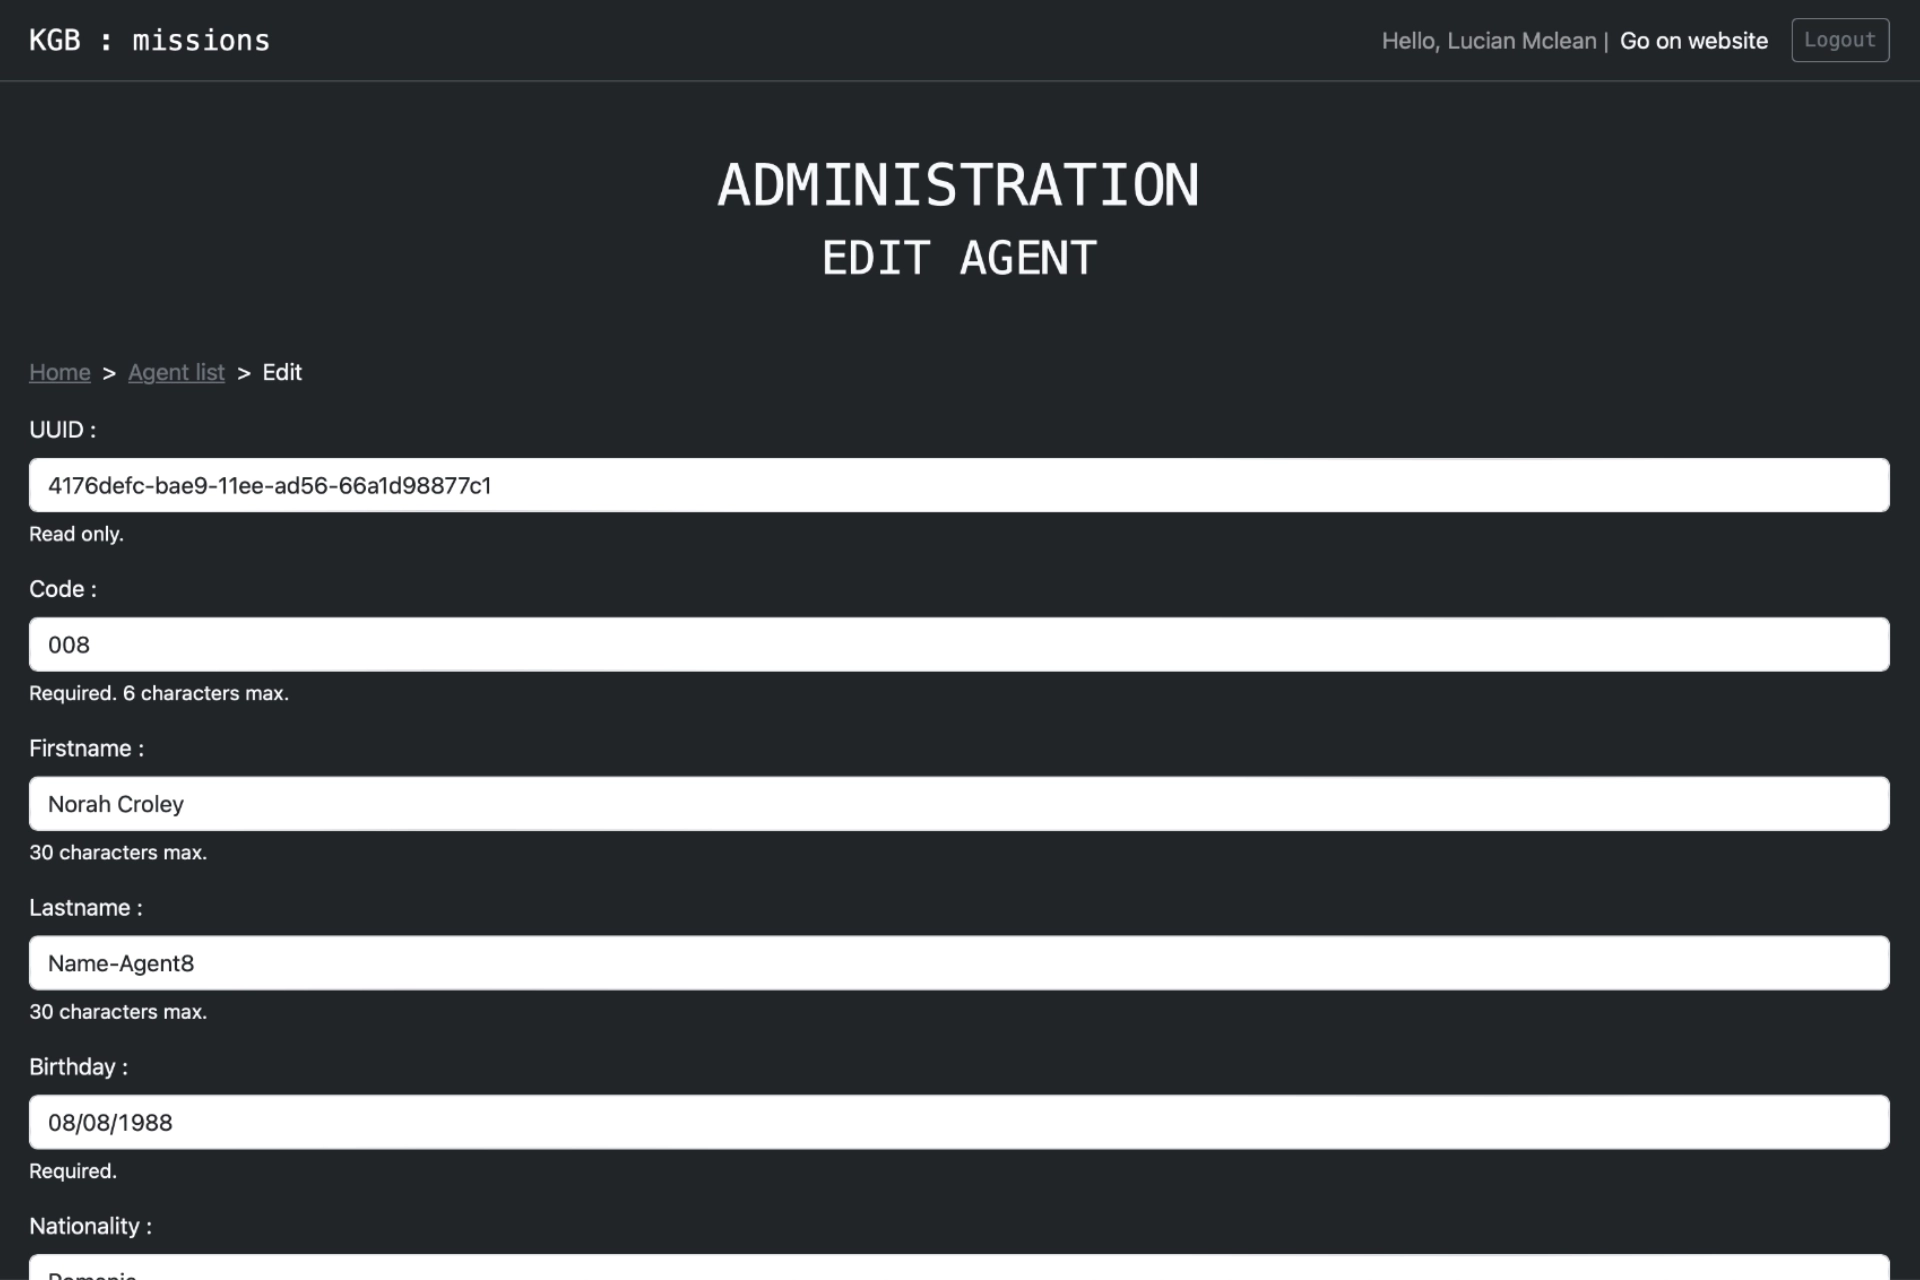 KGB : missions
Hello, Lucian Mclean | Go on website Logout
ADMINISTRATION
EDIT AGENT
Home > Agent list > Edit
UUID :
4176defc-bae9-11ee-ad56-66a1d98877c1
Read only.
Code :
008
Required. 6 characters max.
Firstname :
Norah Croley
30 characters max.
Lastname :
Name-Agent8
30 characters max.
Birthday :
08/08/1988
Required.
Nationality :